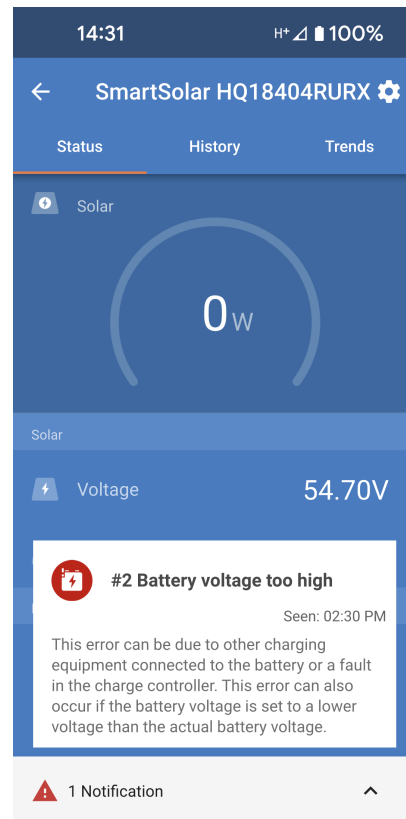 14:31 H+ 100%
SmartSolar HQ18404RURX
Status History Trends
Solar
0W
Solar
Voltage 54.70V
#2 Battery voltage too high
Seen: 02:30 PM
This error can be due to other charging
equipment connected to the battery or a fault
in the charge controller. This error can also
occur if the battery voltage is set to a lower
voltage than the actual battery voltage.
1 Notification